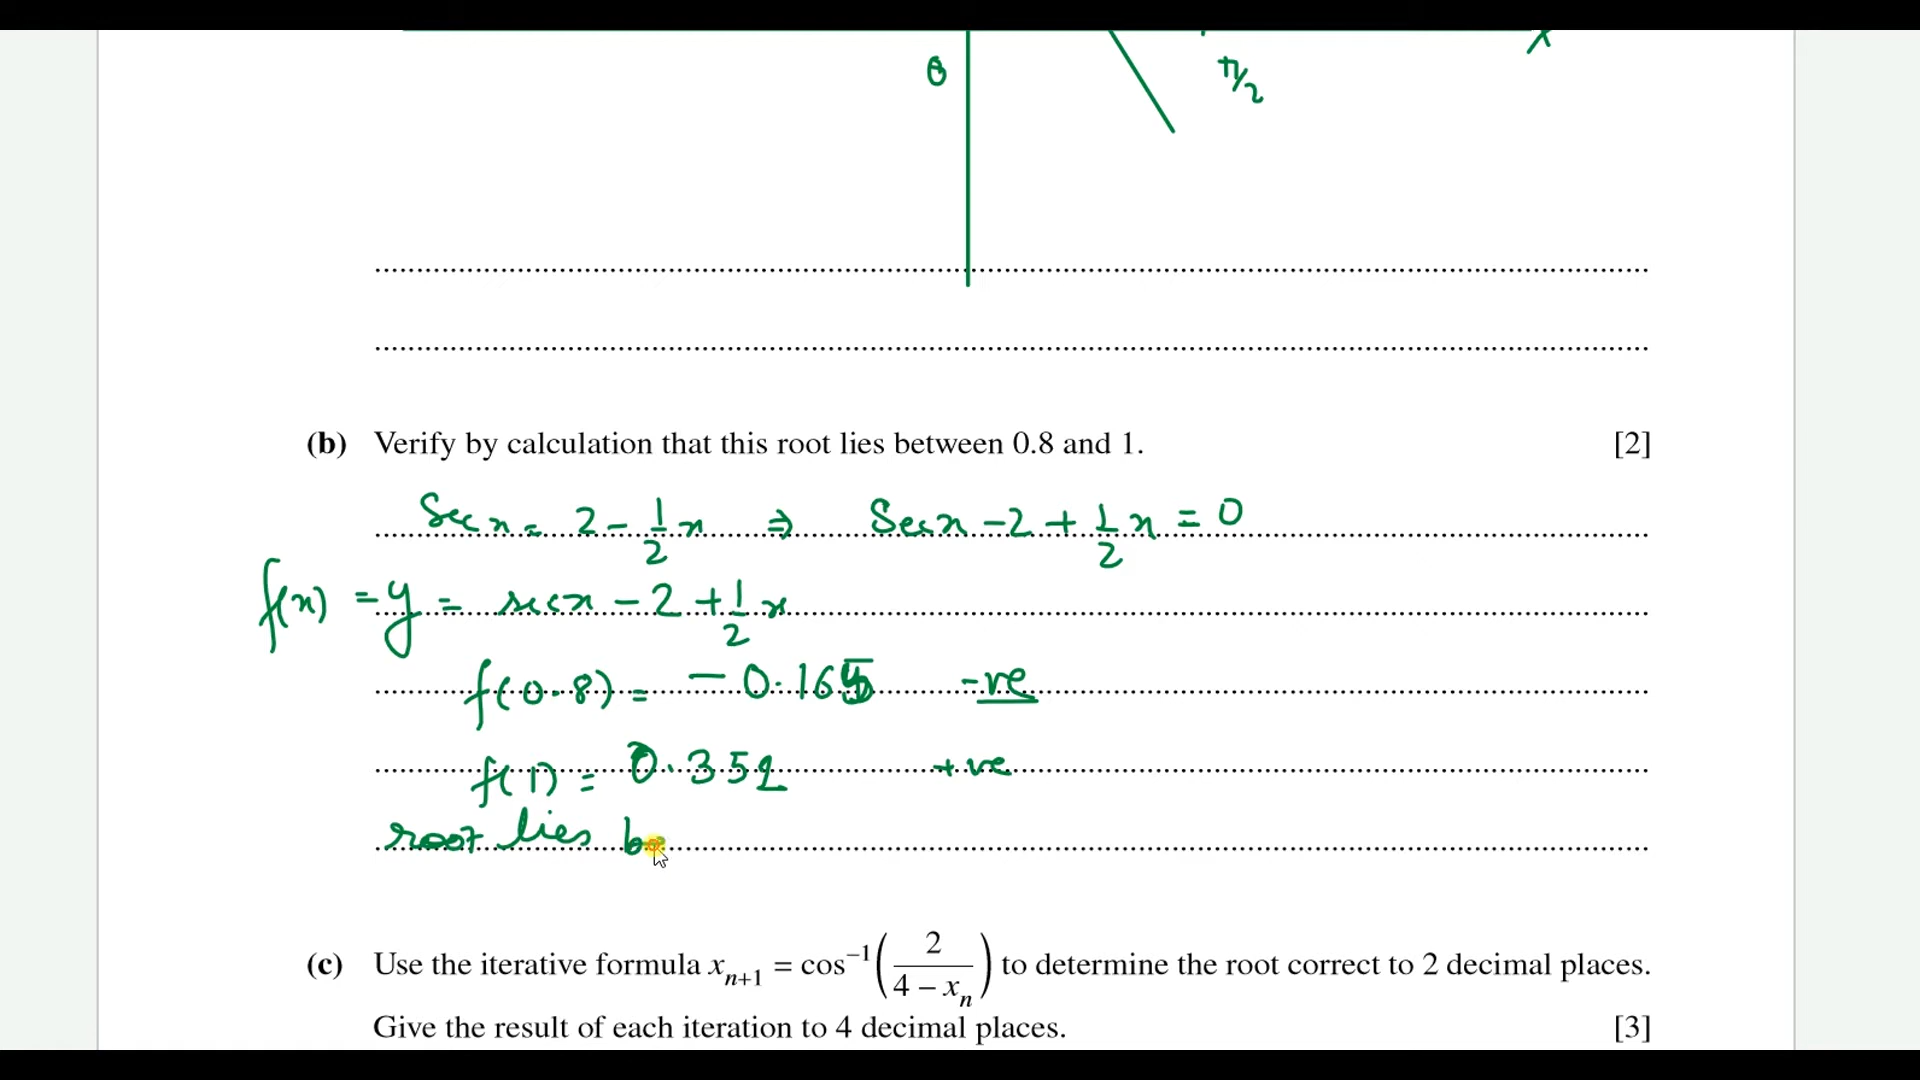 θ
π/2
x
(b) Verify by calculation that this root lies between 0.8 and 1. [2]
Sec x = 2 - 1/2 x ⇒ Sec x - 2 + 1/2 x = 0
f(x) = y = sec x - 2 + 1/2 x
f(0.8) = - 0.165 -ve
f(1) = 0.352 +ve
root lies be
(c) Use the iterative formula xₙ₊₁ = cos⁻¹(2/(4 − xₙ)) to determine the root correct to 2 decimal places.
Give the result of each iteration to 4 decimal places. [3]